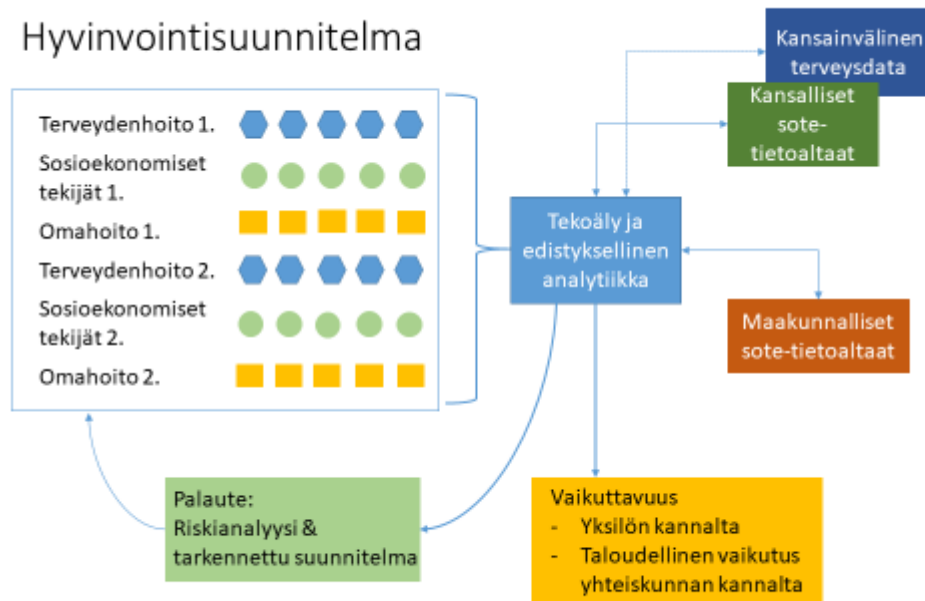 Hyvinvointisuunnitelma
Terveydenhoito 1.
Sosioekonomiset
tekijät 1.
Omahoito 1.
Terveydenhoito 2.
Sosioekonomiset
tekijät 2.
Omahoito 2.
Kansainvälinen
terveysdata
Kansalliset
sote-
tietoaltaat
Tekoäly ja
edistyksellinen
analytiikka
Maakunnalliset
sote-tietoaltaat
Palaute:
Riskianalyysi &
tarkennettu suunnitelma
Vaikuttavuus
- Yksilön kannalta
- Taloudellinen vaikutus
yhteiskunnan kannalta